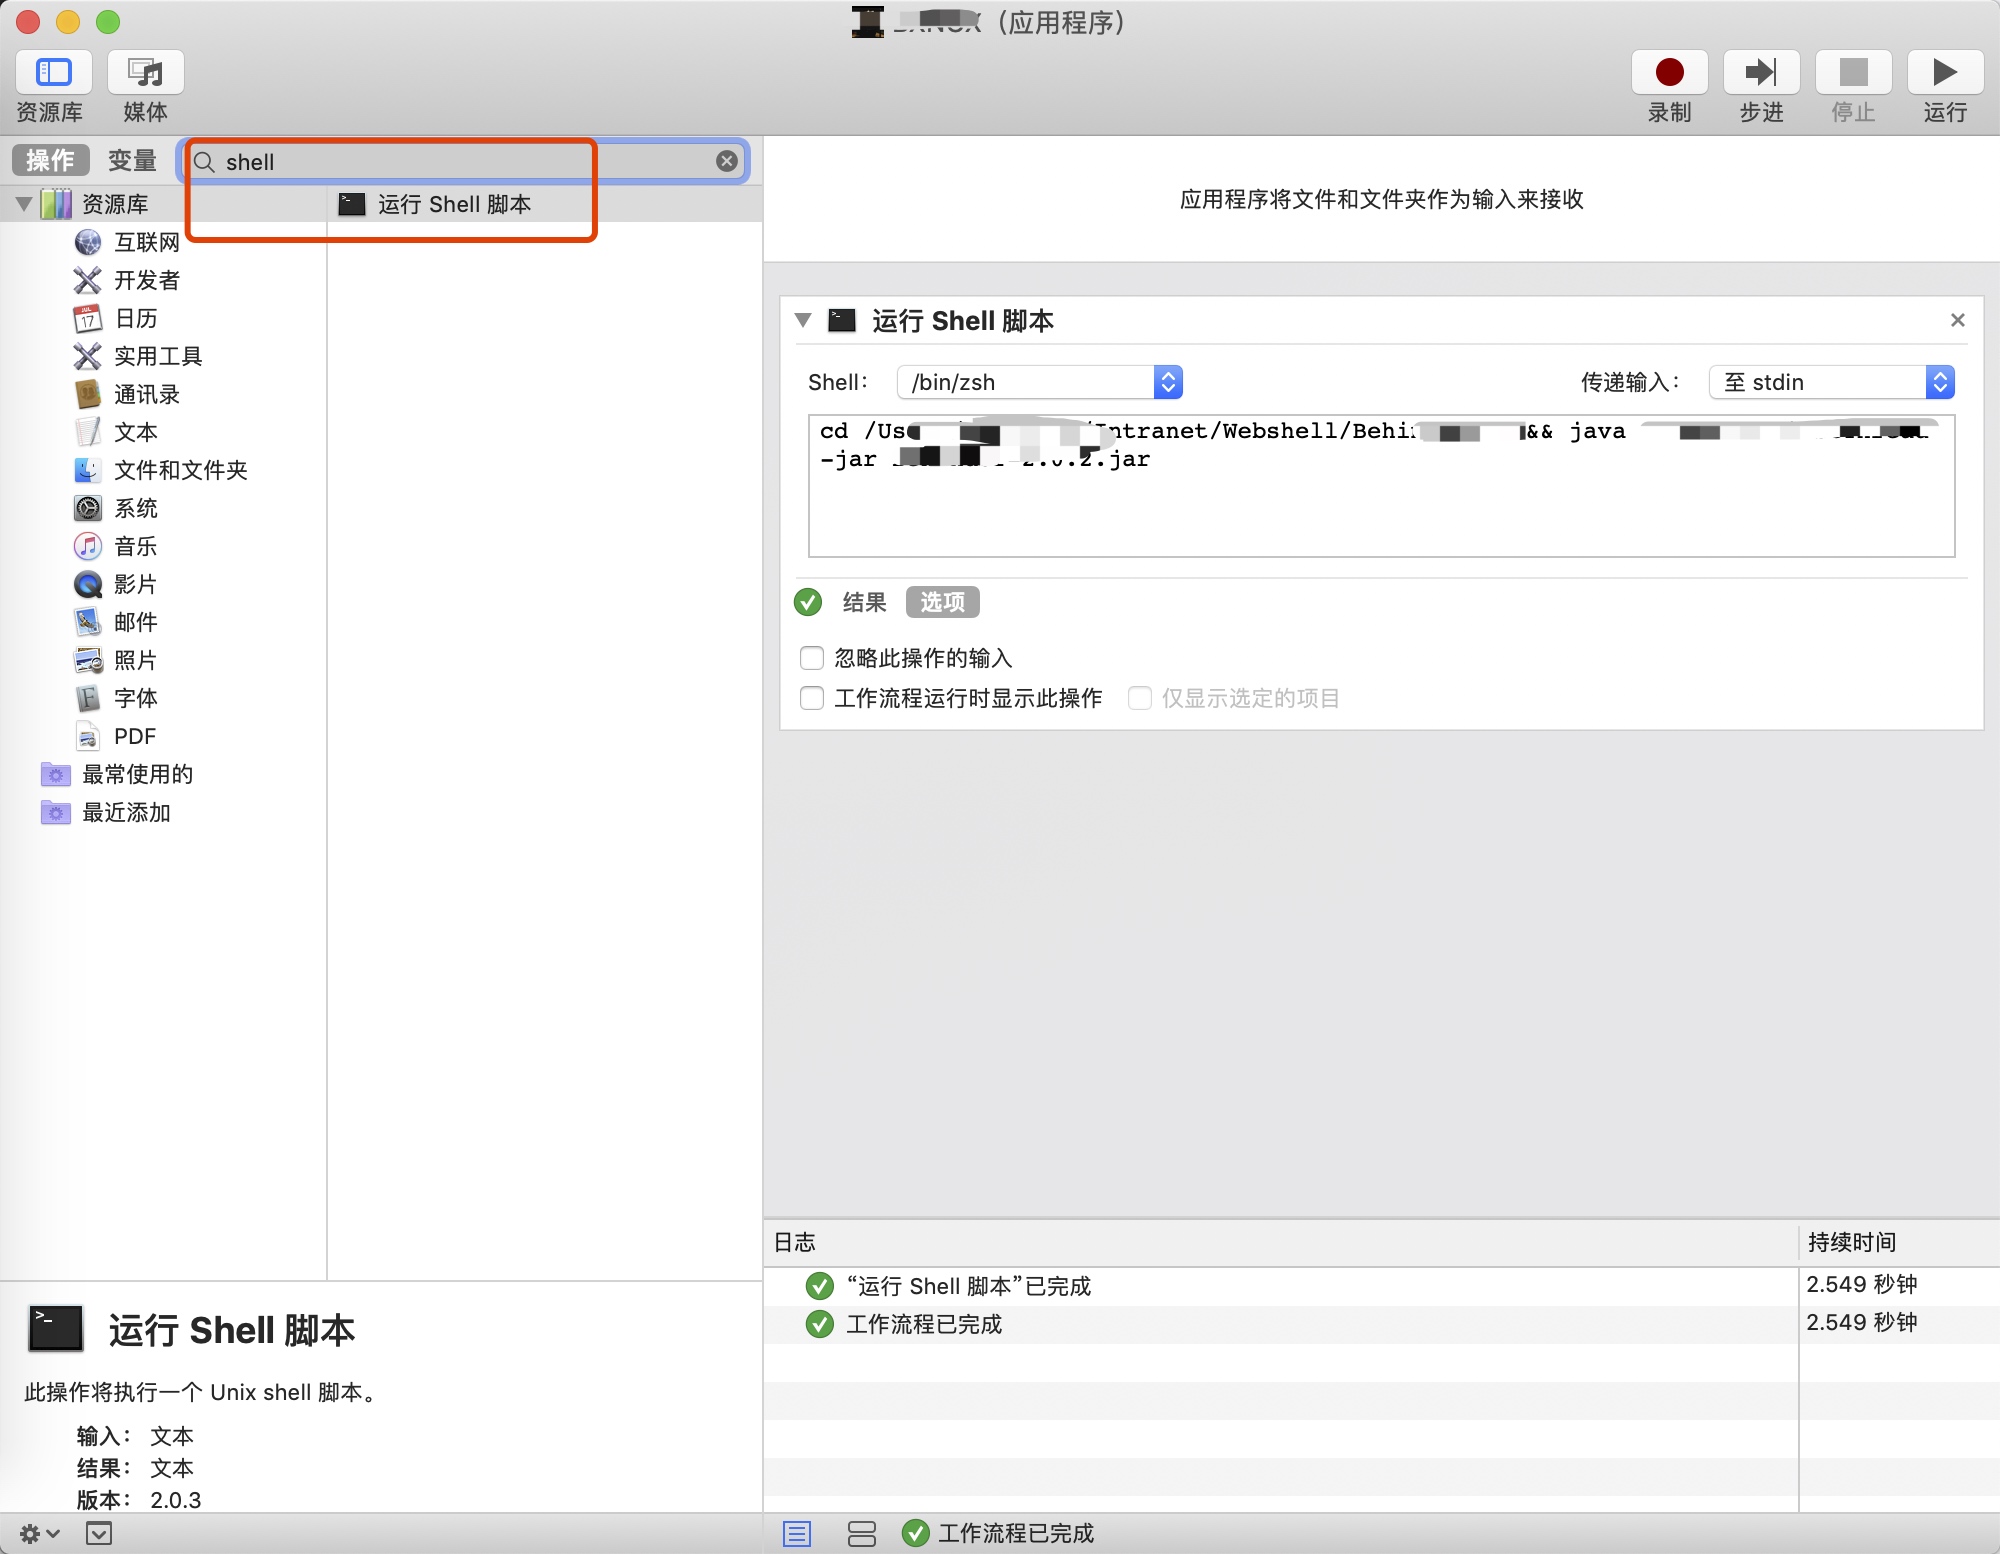 （应用程序）
资源库
媒体
录制
步进
停止
运行
操作
变量
shell
资源库
互联网
开发者
JUL
17
日历
实用工具
通讯录
文本
文件和文件夹
系统
音乐
影片
邮件
照片
字体
PDF
最常使用的
最近添加
运行 Shell 脚本
应用程序将文件和文件夹作为输入来接收
运行 Shell 脚本
Shell：
/bin/zsh
传递输入：
至 stdin
cd /Intranet/Webshell/ && java
-jar -2.0.2.jar
结果
选项
忽略此操作的输入
工作流程运行时显示此操作
仅显示选定的项目
日志
持续时间
“运行 Shell 脚本”已完成
2.549 秒钟
工作流程已完成
2.549 秒钟
运行 Shell 脚本
此操作将执行一个 Unix shell 脚本。
输入： 文本
结果： 文本
版本： 2.0.3
工作流程已完成